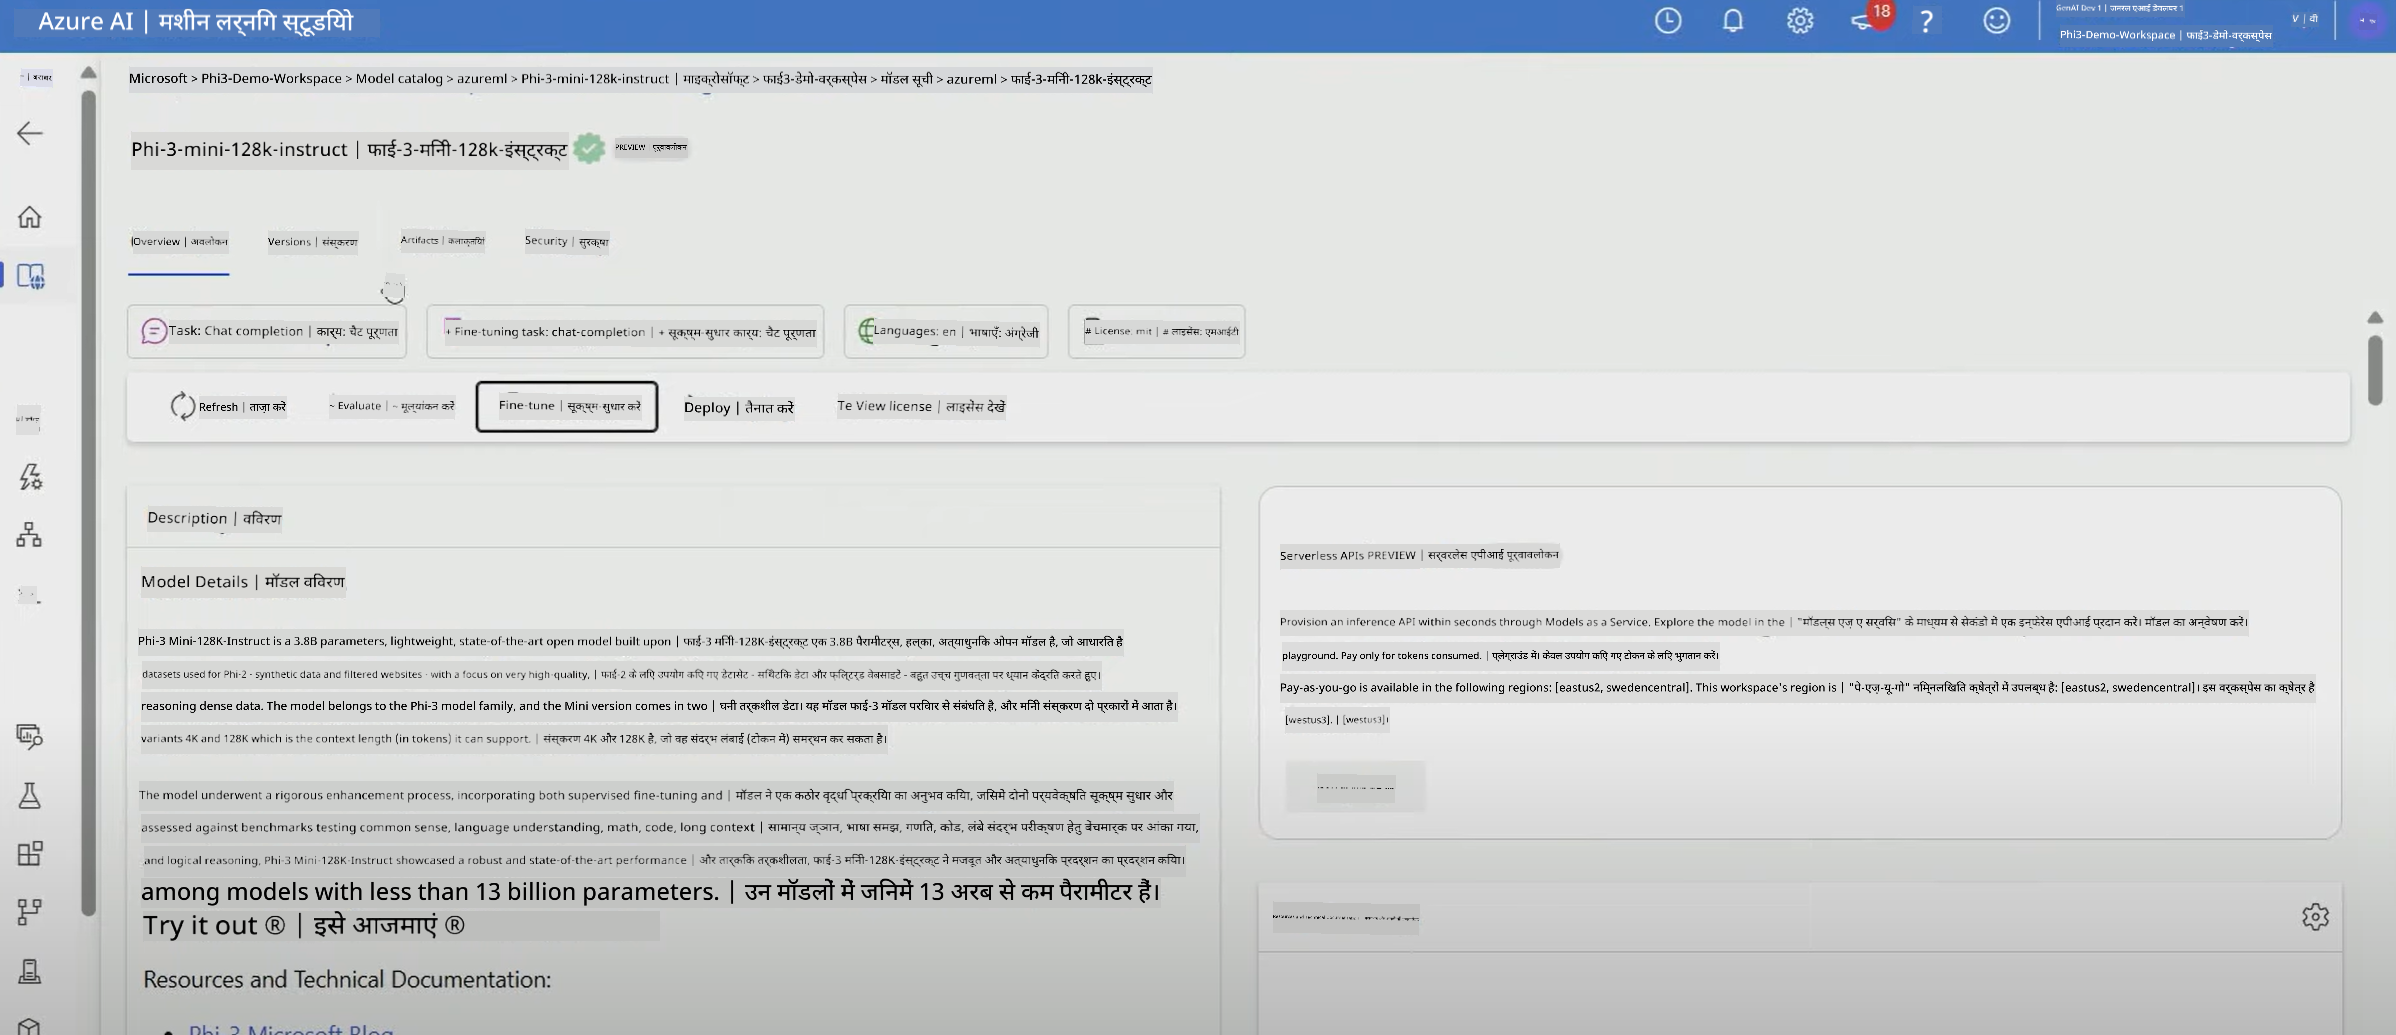 Azure AI | मशीन लर्निंग स्टूडियो
18
GenAI Dev 1 | जनरल एआई डेवलपर 1
V | वी
Phi3-Demo-Workspace | फाई3-डेमो-वर्कस्पेस
Microsoft > Phi3-Demo-Workspace > Model catalog > azureml > Phi-3-mini-128k-instruct | माइक्रोसॉफ्ट > फाई3-डेमो-वर्कस्पेस > मॉडल सूची > azureml > फाई-3-मिनी-128k-इंस्ट्रक्ट
Phi-3-mini-128k-instruct | फाई-3-मिनी-128k-इंस्ट्रक्ट
PREVIEW
Overview | अवलोकन
Versions | संस्करण
Artifacts | कलाकृतियाँ
Security | सुरक्षा
Task: Chat completion | कार्य: चैट पूर्णता
+ Fine-tuning task: chat-completion | + सूक्ष्म-सुधार कार्य: चैट पूर्णता
Languages: en | भाषाएँ: अंग्रेजी
# License: mit | # लाइसेंस: एमआईटी
Refresh | ताज़ा करें
~ Evaluate | ~ मूल्यांकन करें
Fine-tune | सूक्ष्म-सुधार करें
Deploy | तैनात करें
Te View license | लाइसेंस देखें
Description | विवरण
Model Details | मॉडल विवरण
Phi-3 Mini-128K-Instruct is a 3.8B parameters, lightweight, state-of-the-art open model built upon | फाई-3 मिनी-128K-इंस्ट्रक्ट एक 3.8B पैरामीटर्स, हल्का, अत्याधुनिक ओपन मॉडल है, जो आधारित है
datasets used for Phi-2 - synthetic data and filtered websites - with a focus on very high-quality, | फाई-2 के लिए उपयोग किए गए डेटासेट - सिंथेटिक डेटा और फिल्टर्ड वेबसाइटें - बहुत उच्च गुणवत्ता पर ध्यान केंद्रित करते हुए।
reasoning dense data. The model belongs to the Phi-3 model family, and the Mini version comes in two | घनी तर्कशील डेटा। यह मॉडल फाई-3 मॉडल परिवार से संबंधित है, और मिनी संस्करण दो प्रकारों में आता है।
variants 4K and 128K which is the context length (in tokens) it can support. | संस्करण 4K और 128K है, जो वह संदर्भ लंबाई (टोकन में) समर्थन कर सकता है।
The model underwent a rigorous enhancement process, incorporating both supervised fine-tuning and | मॉडल ने एक कठोर वृद्धि प्रक्रिया का अनुभव किया, जिसमें दोनों पर्यवेक्षित सूक्ष्म सुधार और
assessed against benchmarks testing common sense, language understanding, math, code, long context | सामान्य ज्ञान, भाषा समझ, गणित, कोड, लंबे संदर्भ परीक्षण हेतु बेंचमार्क पर आंका गया,
and logical reasoning, Phi-3 Mini-128K-Instruct showcased a robust and state-of-the-art performance | और तार्किक तर्कशीलता, फाई-3 मिनी-128K-इंस्ट्रक्ट ने मजबूत और अत्याधुनिक प्रदर्शन का प्रदर्शन किया।
among models with less than 13 billion parameters. | उन मॉडलों में जिनमें 13 अरब से कम पैरामीटर हैं।
Try it out ® | इसे आजमाएं ®
Resources and Technical Documentation:
Phi-3 Microsoft Blog
Serverless APIs PREVIEW | सर्वरलेस एपीआई पूर्वावलोकन
Provision an inference API within seconds through Models as a Service. Explore the model in the | "मॉडल्स एज़ ए सर्विस" के माध्यम से सेकंडों में एक इन्फेरेंस एपीआई प्रदान करें। मॉडल का अन्वेषण करें।
playground. Pay only for tokens consumed. | प्लेग्राउंड में। केवल उपयोग किए गए टोकन के लिए भुगतान करें।
Pay-as-you-go is available in the following regions: [eastus2, swedencentral]. This workspace's region is | "पे-एज़-यू-गो" निम्नलिखित क्षेत्रों में उपलब्ध है: [eastus2, swedencentral]। इस वर्कस्पेस का क्षेत्र है
[westus3]. | [westus3]।